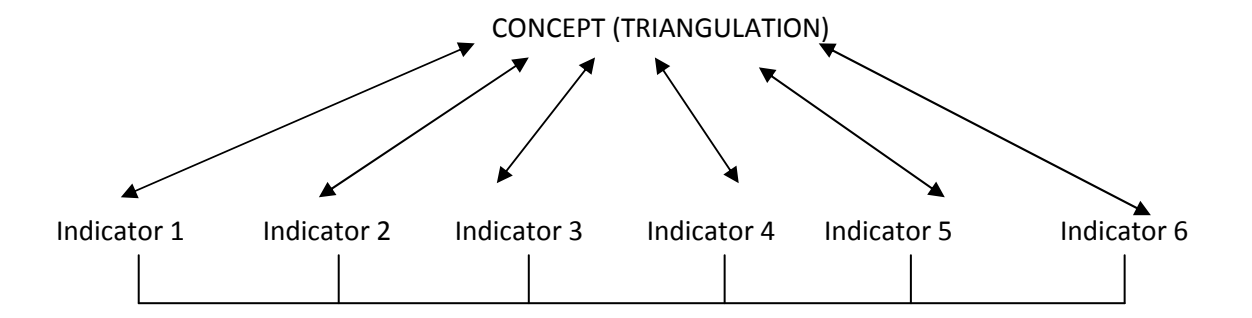 CONCEPT (TRIANGULATION)
Indicator 1 Indicator 2 Indicator 3 Indicator 4 Indicator 5 Indicator 6